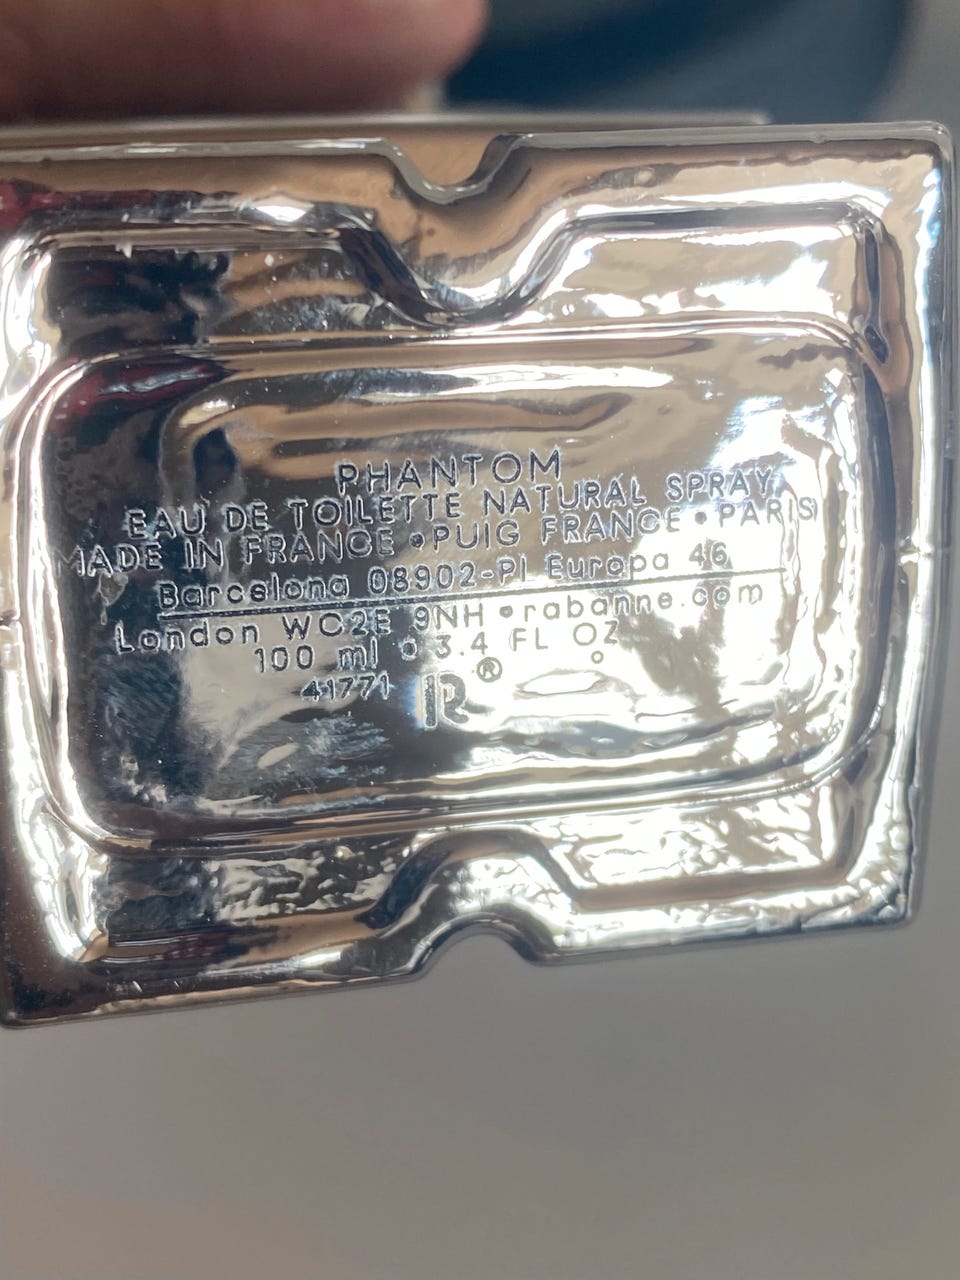 PHANTOM
EAU DE TOILETTE NATURAL SPRAY
MADE IN FRANCE • PUIG FRANCE • PARIS
Barcelona 08902-Pl Europa 46
London WC2E 9NH • rabanne.com
100 ml 3.4 FL OZ
41771 R®